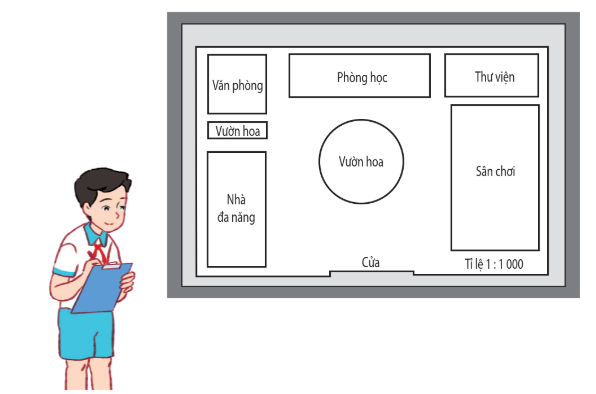 Văn phòng
Phòng học
Thư viện
Vườn hoa
Vườn hoa
Sân chơi
Nhà
đa năng
Cửa
Tỉ lệ 1 : 1 000